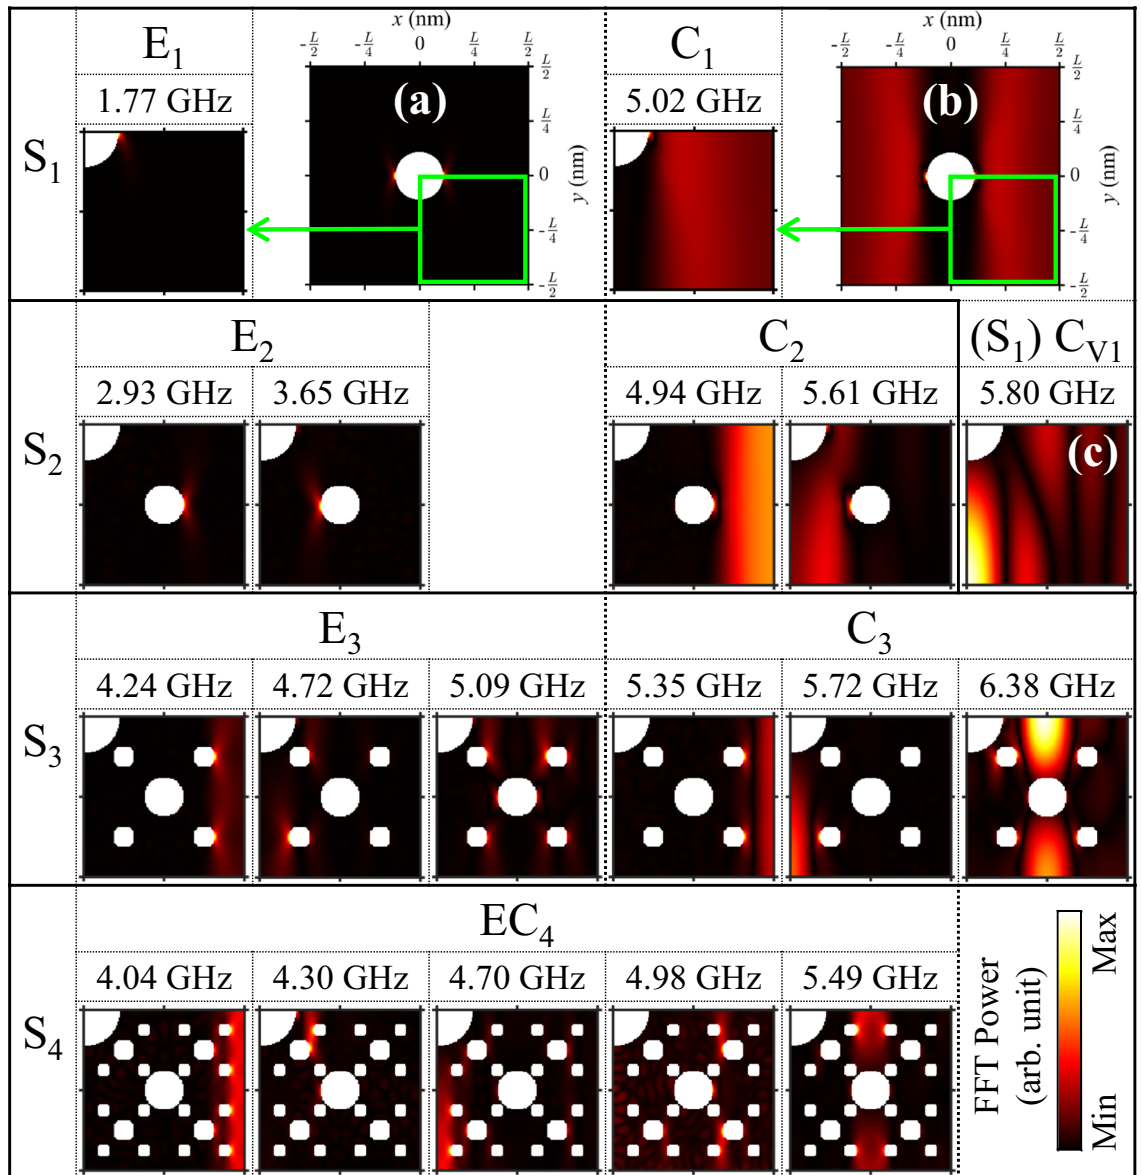 x (nm) x (nm)
-L/2 -L/4 0 L/4 L/2 -L/2 -L/4 0 L/4 L/2
E₁ C₁
1.77 GHz (a) 5.02 GHz (b)
L/2 L/4 0 -L/4 -L/2 y (nm)
L/2 L/4 0 -L/4 -L/2 y (nm)
S₁
E₂ C₂ (S₁) C_V1
2.93 GHz 3.65 GHz 4.94 GHz 5.61 GHz 5.80 GHz
S₂ (c)
E₃ C₃
4.24 GHz 4.72 GHz 5.09 GHz 5.35 GHz 5.72 GHz 6.38 GHz
S₃
EC₄
4.04 GHz 4.30 GHz 4.70 GHz 4.98 GHz 5.49 GHz
S₄
FFT Power
(arb. unit)
Min Max